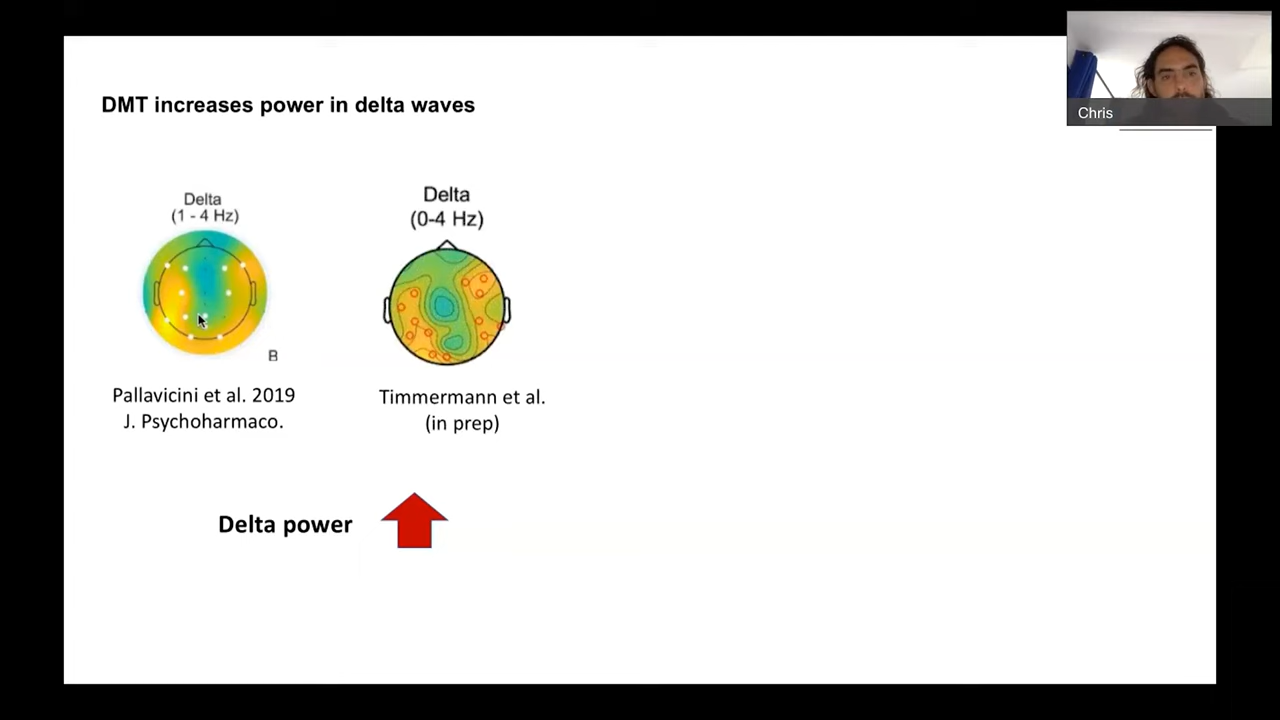 DMT increases power in delta waves
Chris
Delta
(1 - 4 Hz)
Delta
(0-4 Hz)
B
Pallavicini et al. 2019
J. Psychoharmaco.
Timmermann et al.
(in prep)
Delta power